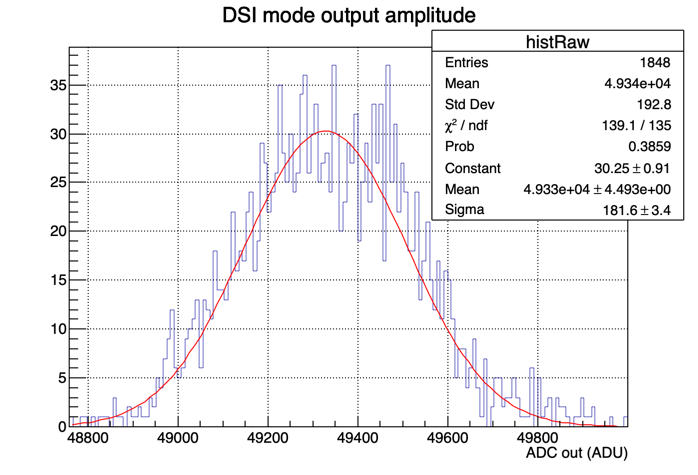 DSI mode output amplitude
histRaw
Entries 1848
Mean 4.934e+04
Std Dev 192.8
χ² / ndf 139.1 / 135
Prob 0.3859
Constant 30.25 ± 0.91
Mean 4.933e+04 ± 4.493e+00
Sigma 181.6 ± 3.4
35
30
25
20
15
10
5
0
48800 49000 49200 49400 49600 49800
ADC out (ADU)